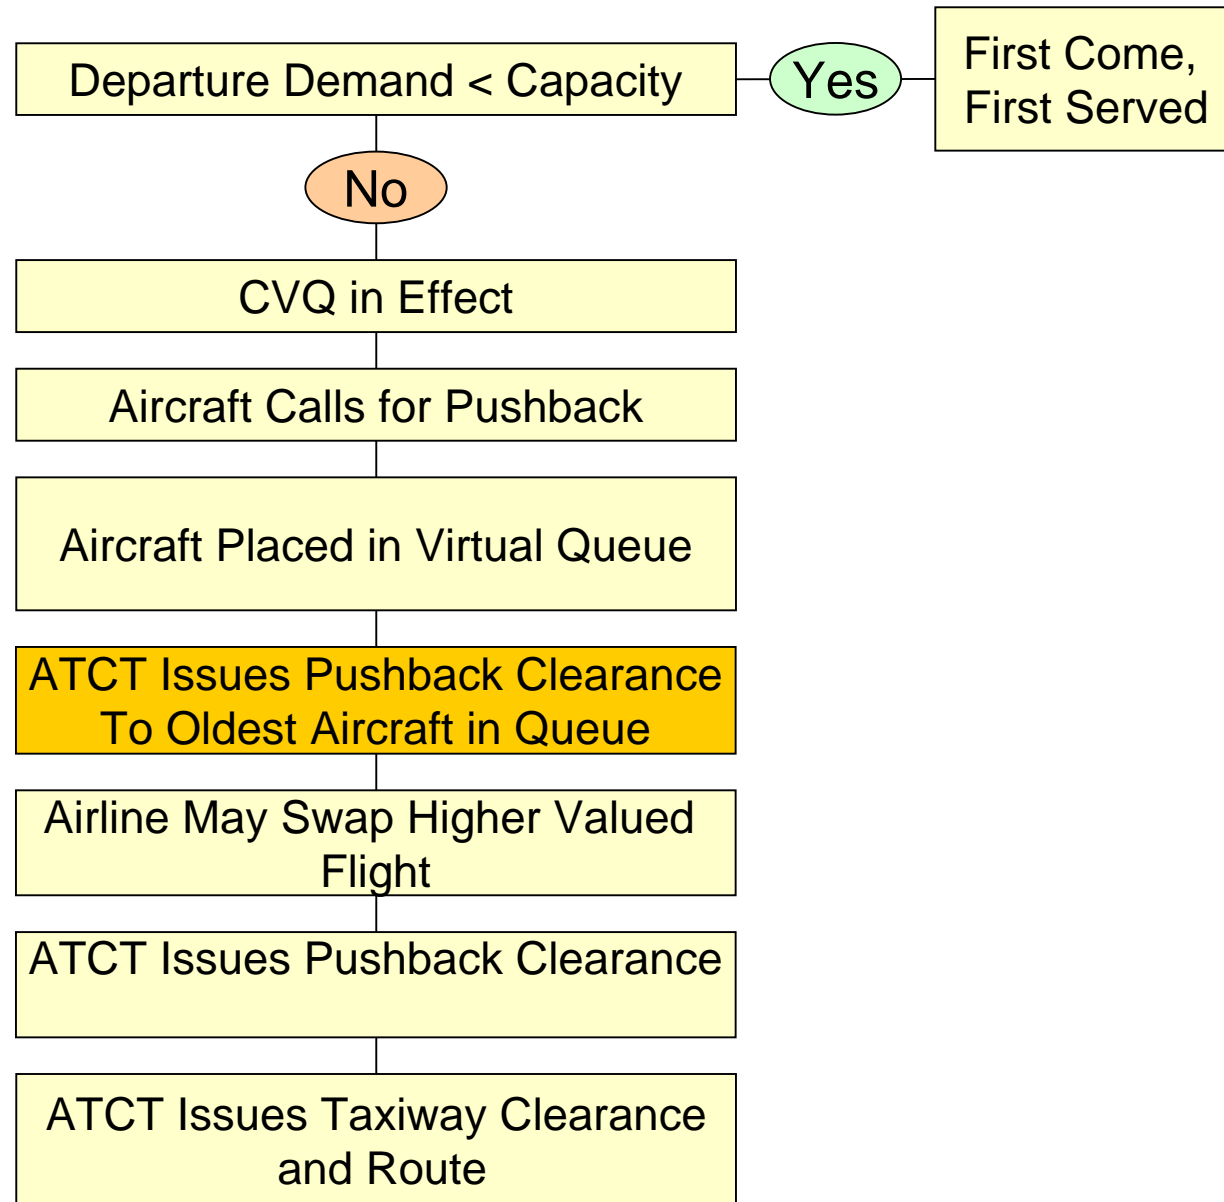 Departure Demand < Capacity
Yes
First Come,
First Served
No
CVQ in Effect
Aircraft Calls for Pushback
Aircraft Placed in Virtual Queue
ATCT Issues Pushback Clearance
To Oldest Aircraft in Queue
Airline May Swap Higher Valued
Flight
ATCT Issues Pushback Clearance
ATCT Issues Taxiway Clearance
and Route